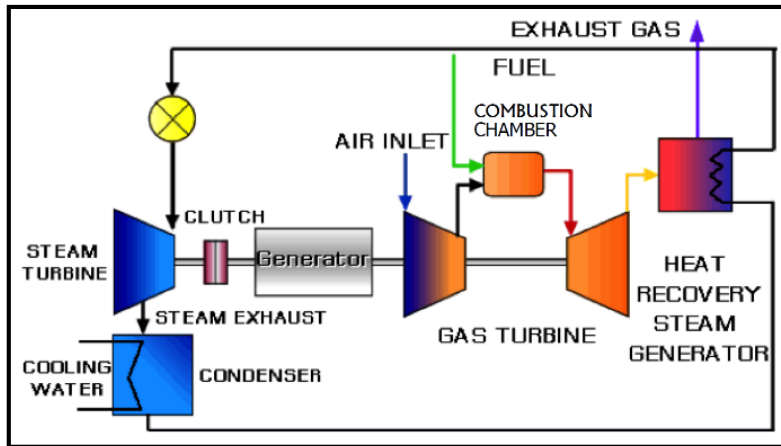 EXHAUST GAS
FUEL
COMBUSTION
CHAMBER
AIR INLET
CLUTCH
STEAM
TURBINE
Generator
HEAT
RECOVERY
STEAM
GENERATOR
STEAM EXHAUST
GAS TURBINE
COOLING
WATER
CONDENSER